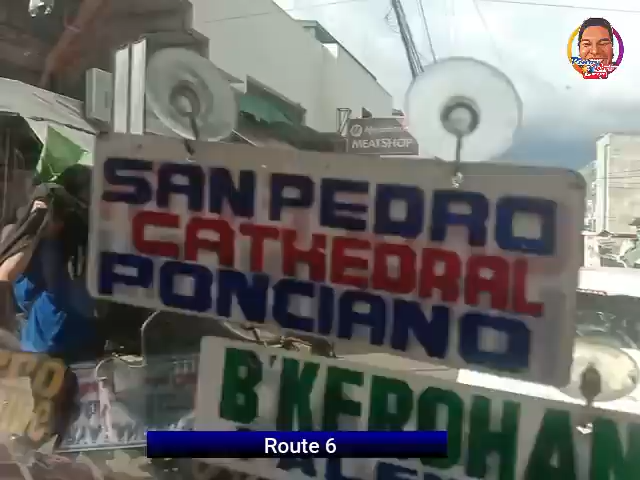 MEATSHOP
SAN PEDRO
CATHEDRAL
PONCIANO
B'KEROHAN
Route 6